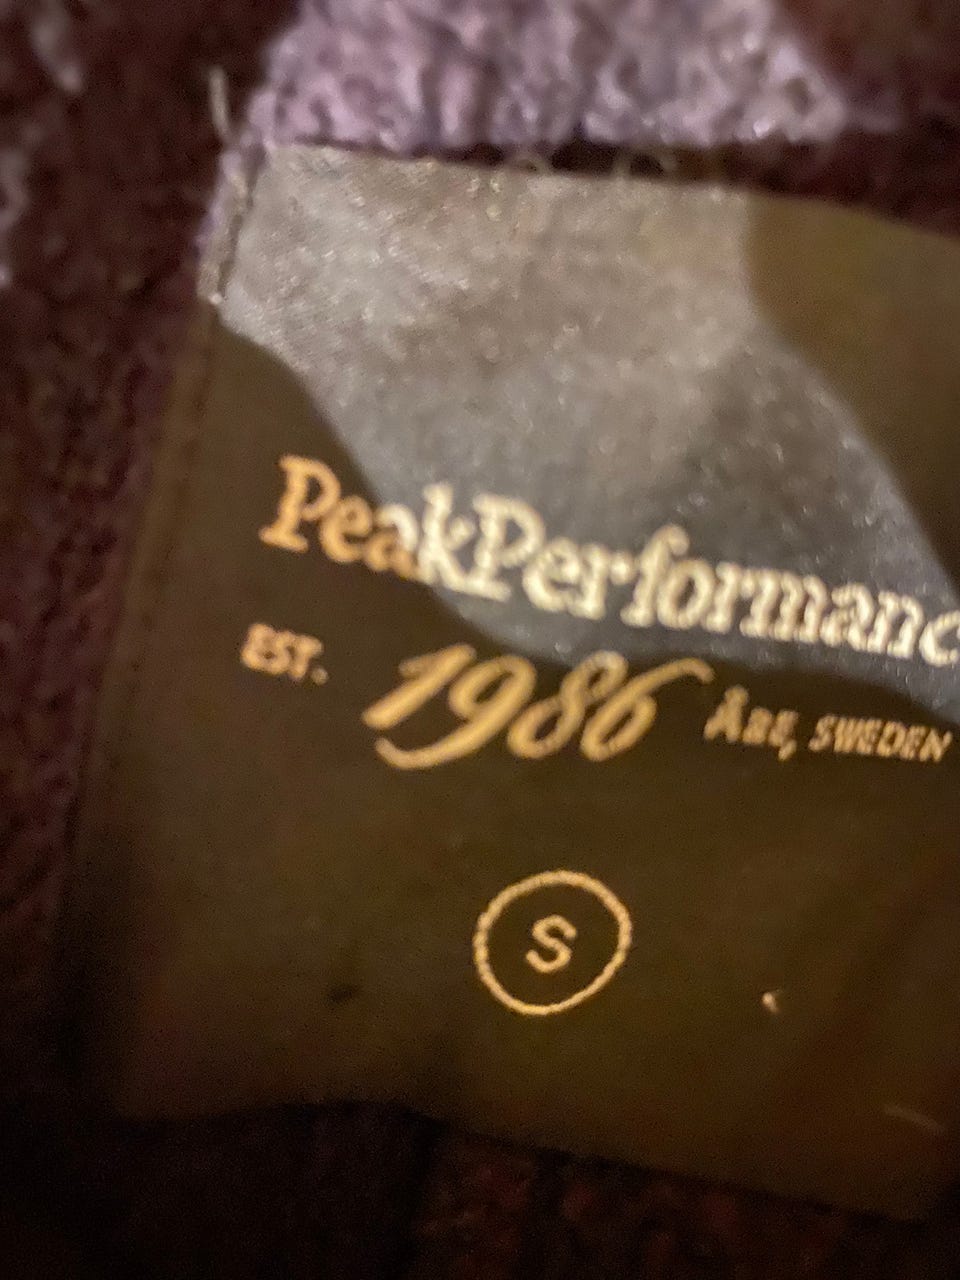 PeakPerformanc
EST. 1986 ÅRE, SWEDEN
S